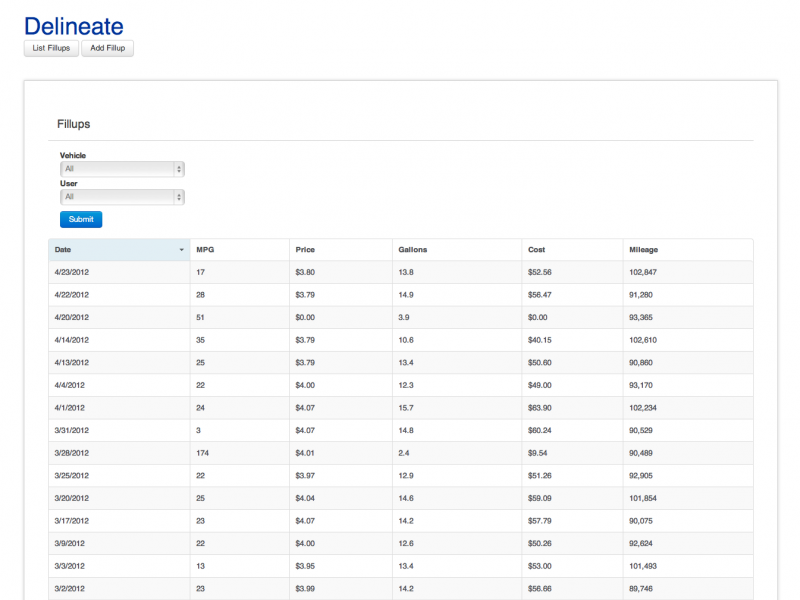 Delineate
List Fillups Add Fillup
Fillups
Vehicle
All
User
All
Submit
Date MPG Price Gallons Cost Mileage
4/23/2012 17 $3.80 13.8 $52.56 102,847
4/22/2012 28 $3.79 14.9 $56.47 91,280
4/20/2012 51 $0.00 3.9 $0.00 93,365
4/14/2012 35 $3.79 10.6 $40.15 102,610
4/13/2012 25 $3.79 13.4 $50.60 90,860
4/4/2012 22 $4.00 12.3 $49.00 93,170
4/1/2012 24 $4.07 15.7 $63.90 102,234
3/31/2012 3 $4.07 14.8 $60.24 90,529
3/28/2012 174 $4.01 2.4 $9.54 90,489
3/25/2012 22 $3.97 12.9 $51.26 92,905
3/20/2012 25 $4.04 14.6 $59.09 101,854
3/17/2012 23 $4.07 14.2 $57.79 90,075
3/9/2012 22 $4.00 12.6 $50.26 92,624
3/3/2012 13 $3.95 13.4 $53.00 101,493
3/2/2012 23 $3.99 14.2 $56.66 89,746